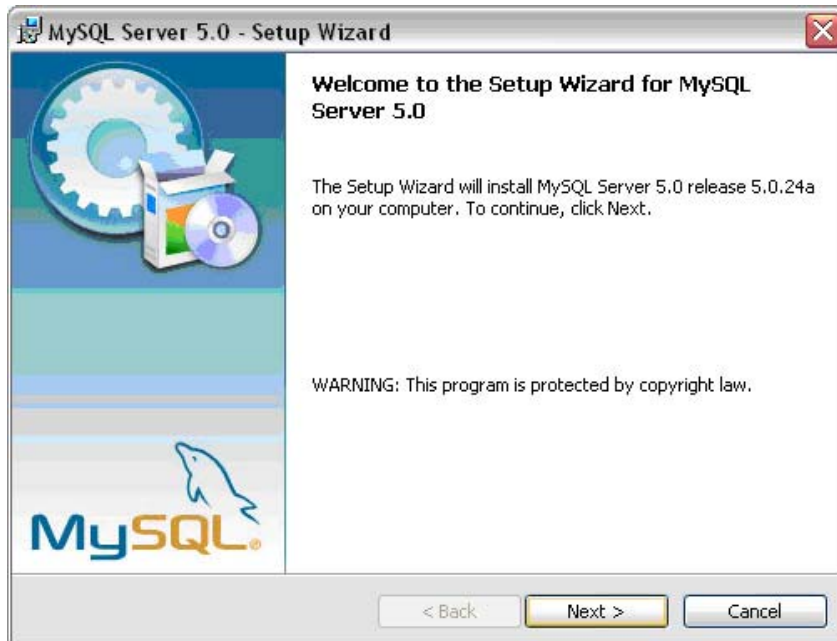 MySQL Server 5.0 - Setup Wizard
Welcome to the Setup Wizard for MySQL
Server 5.0
The Setup Wizard will install MySQL Server 5.0 release 5.0.24a
on your computer. To continue, click Next.
WARNING: This program is protected by copyright law.
MySQL®
< Back
Next >
Cancel